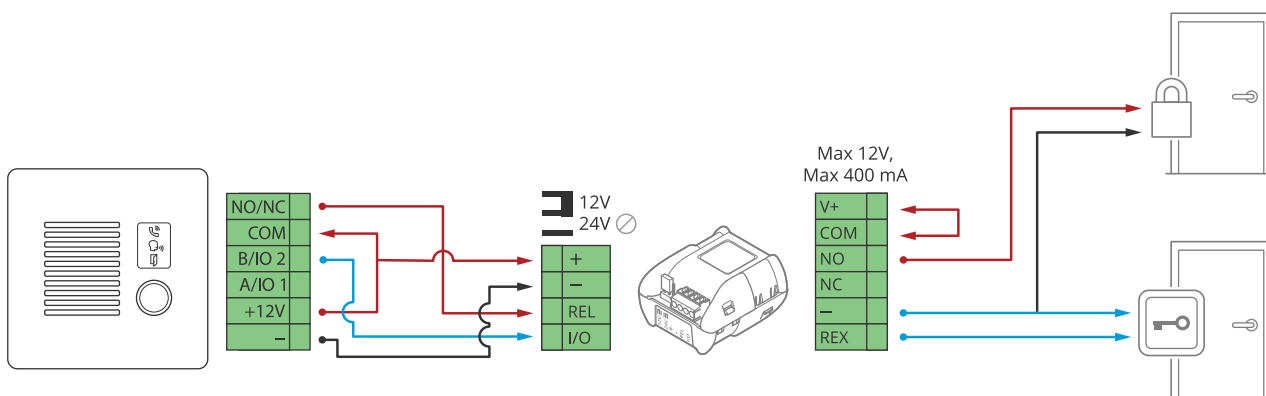 NO/NC
COM
B/IO 2
A/IO 1
+12V
–
12V
24V
+
–
REL
I/O
Max 12V,
Max 400 mA
V+
COM
NO
NC
–
REX